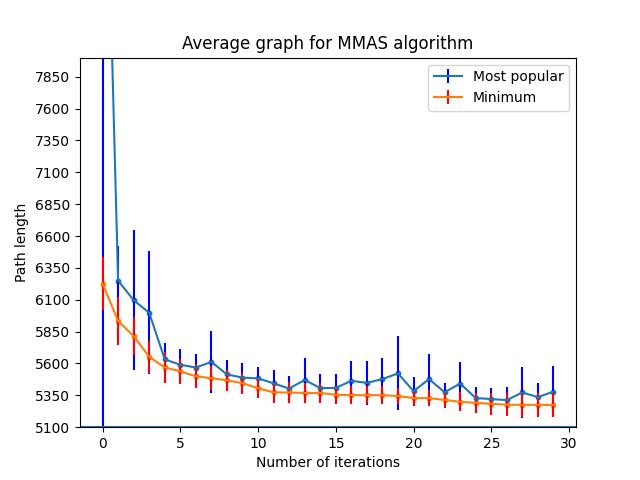 Average graph for MMAS algorithm
Most popular
Minimum
7850
7600
7350
7100
6850
6600
6350
6100
5850
5600
5350
5100
Path length
0 5 10 15 20 25 30
Number of iterations